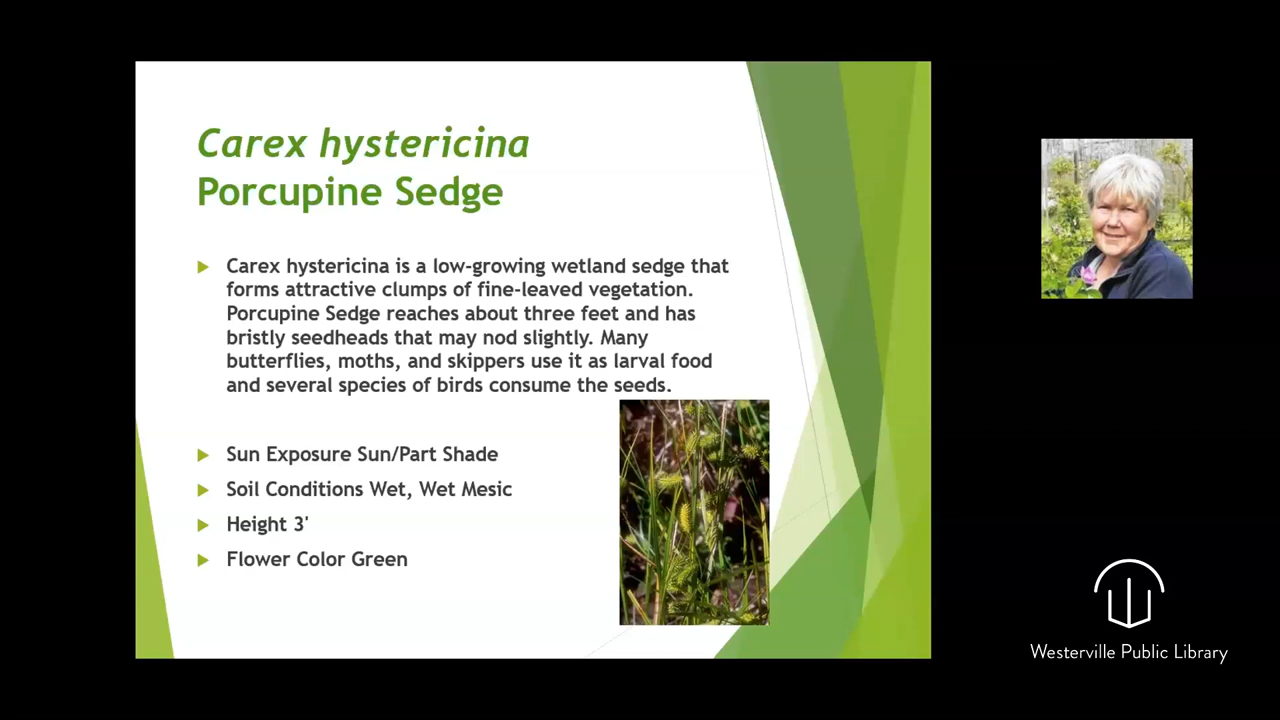 Carex hystericina
Porcupine Sedge
Carex hystericina is a low-growing wetland sedge that
forms attractive clumps of fine-leaved vegetation.
Porcupine Sedge reaches about three feet and has
bristly seedheads that may nod slightly. Many
butterflies, moths, and skippers use it as larval food
and several species of birds consume the seeds.
Sun Exposure Sun/Part Shade
Soil Conditions Wet, Wet Mesic
Height 3'
Flower Color Green
Westerville Public Library